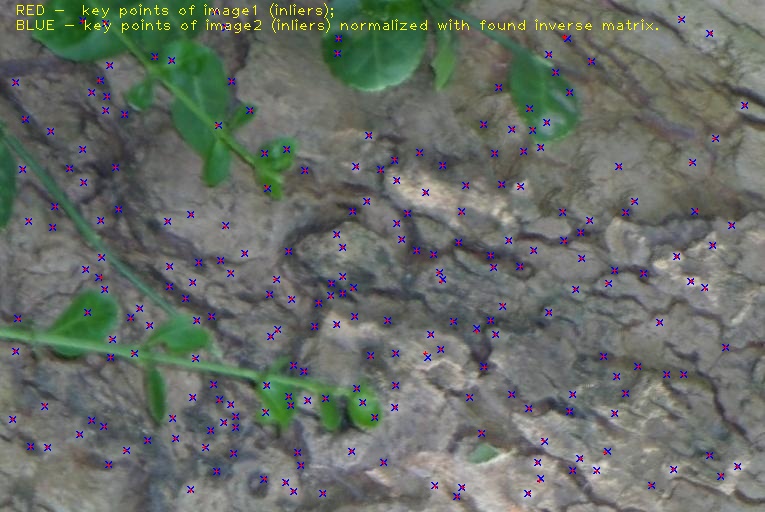 RED -  key points of image1 (inliers);
BLUE - key points of image2 (inliers) normalized with found inverse matrix.